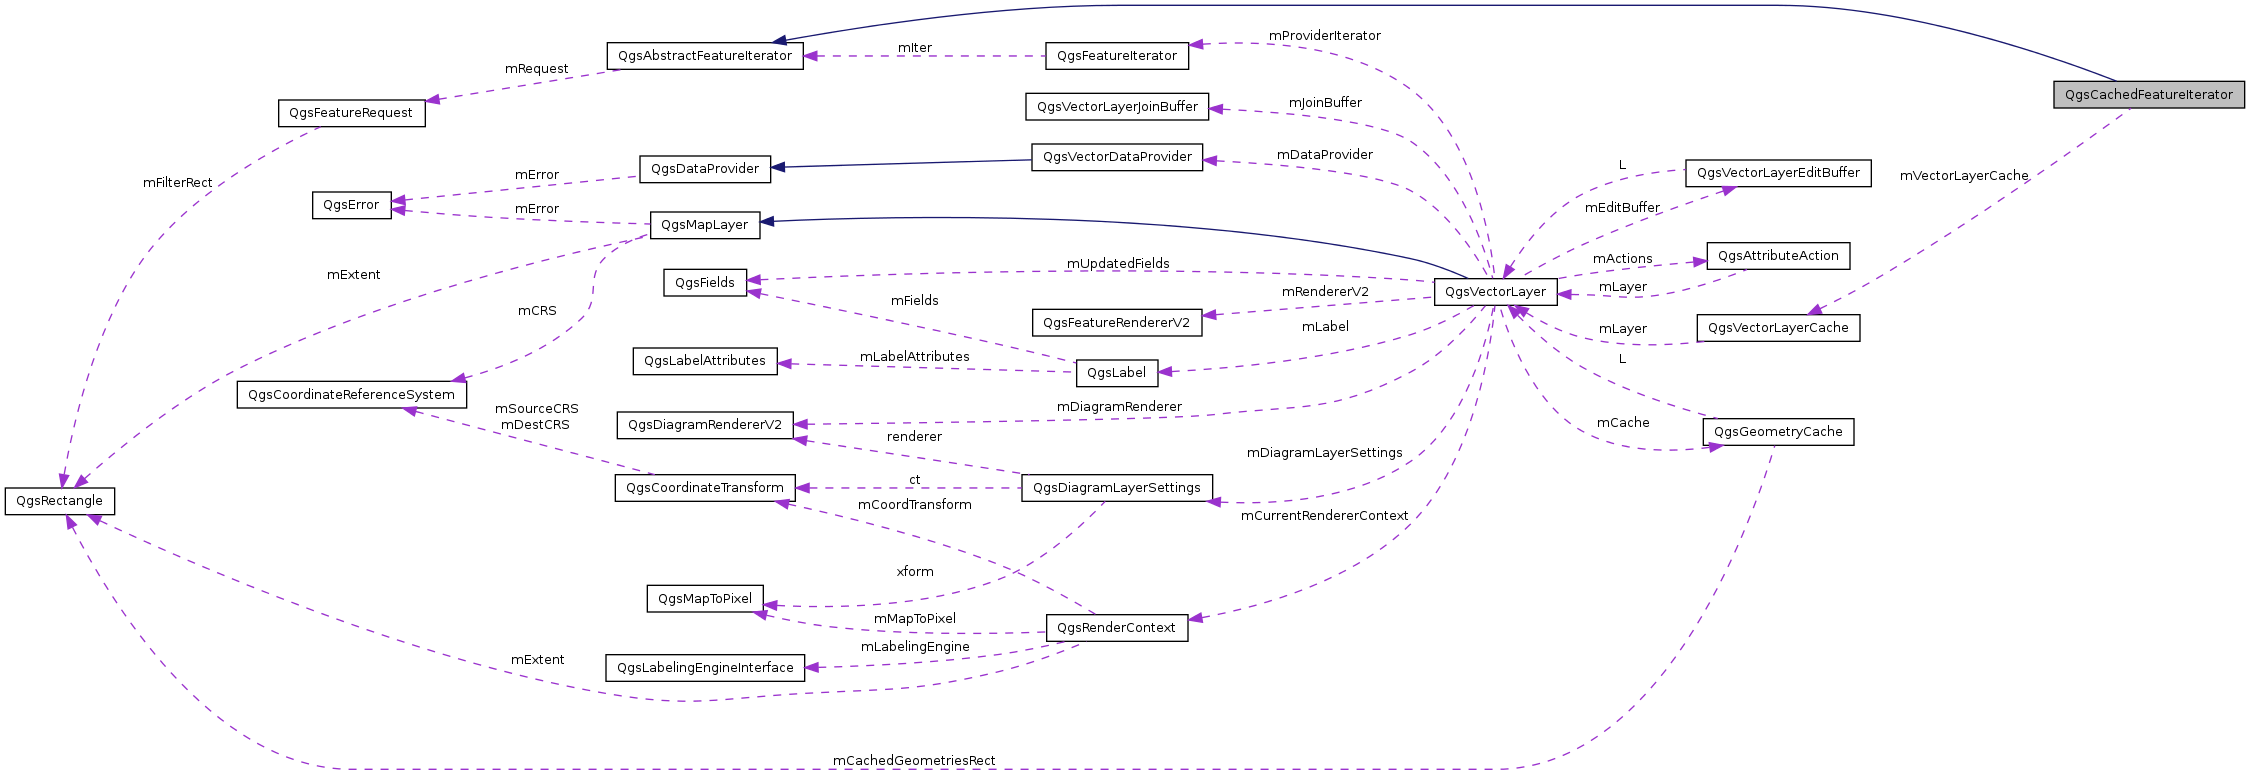 mProviderIterator
mIter
QgsAbstractFeatureIterator
QgsFeatureIterator
mRequest
QgsCachedFeatureIterator
mJoinBuffer
QgsVectorLayerJoinBuffer
QgsFeatureRequest
mDataProvider
QgsVectorDataProvider
L
QgsDataProvider
QgsVectorLayerEditBuffer
mError
mVectorLayerCache
mFilterRect
QgsError
mError
mEditBuffer
QgsMapLayer
QgsAttributeAction
mActions
mUpdatedFields
mExtent
QgsFields
mLayer
mRendererV2
QgsVectorLayer
mFields
mCRS
QgsFeatureRendererV2
mLabel
mLayer
QgsVectorLayerCache
mLabelAttributes
QgsLabelAttributes
L
QgsLabel
QgsCoordinateReferenceSystem
mSourceCRS
mDestCRS
mDiagramRenderer
QgsDiagramRendererV2
mCache
QgsGeometryCache
renderer
mDiagramLayerSettings
ct
QgsCoordinateTransform
QgsDiagramLayerSettings
QgsRectangle
mCoordTransform
mCurrentRendererContext
xform
QgsMapToPixel
mMapToPixel
QgsRenderContext
mLabelingEngine
mExtent
QgsLabelingEngineInterface
mCachedGeometriesRect